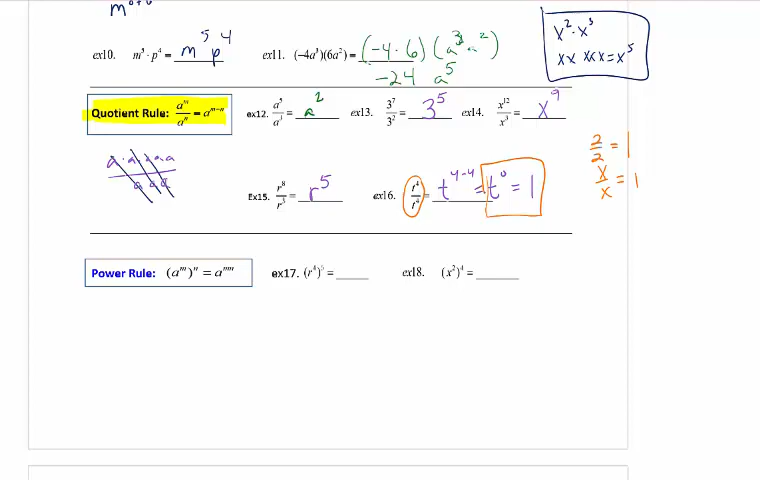 m
ex10. m⁵ · p⁴ = m⁵ p⁴ ex11. (−4a³)(6a²) = (−4 · 6) (a³ · a²)
−24 a⁵
x² · x³
xx xxx = x⁵
Quotient Rule: aᵐ/aⁿ = aᵐ⁻ⁿ ex12. a⁵/a³ = a² ex13. 3⁷/3² = 3⁵ ex14. x¹²/x³ = x⁹
2/2 = 1
x/x = 1
a·a·a·a·a
a a a
Ex15. r⁸/r³ = r⁵ ex16. t⁴/t⁴ = t⁴⁻⁴ = t⁰ = 1
Power Rule: (aᵐ)ⁿ = aᵐⁿ ex17. (r⁴)⁵ = ex18. (x²)⁴ =